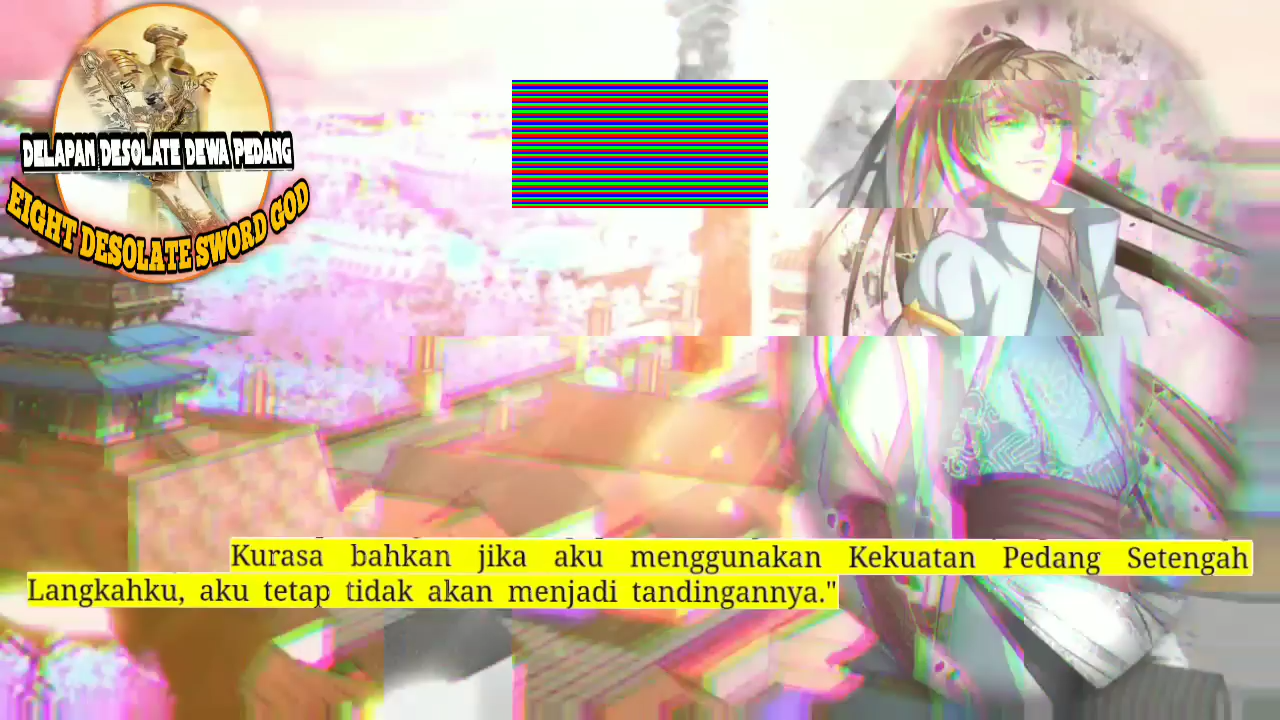 DELAPAN DESOLATE DEWA PEDANG
EIGHT DESOLATE SWORD GOD
Kurasa bahkan jika aku menggunakan Kekuatan Pedang Setengah
Langkahku, aku tetap tidak akan menjadi tandingannya."